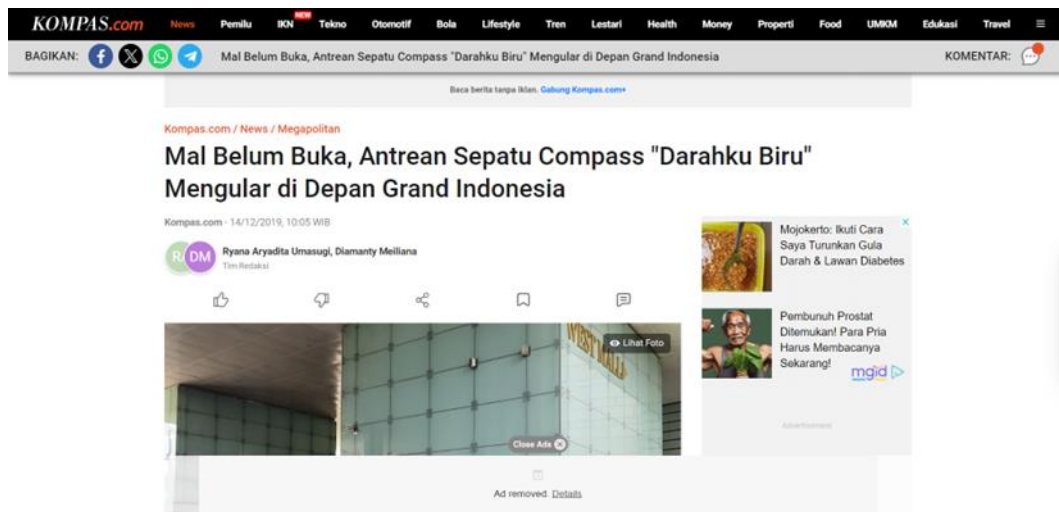 KOMPAS.com News Pemilu IKN NEW Tekno Otomotif Bola Lifestyle Tren Lestari Health Money Properti Food UMKM Edukasi Travel
BAGIKAN: Mal Belum Buka, Antrean Sepatu Compass "Darahku Biru" Mengular di Depan Grand Indonesia KOMENTAR:
Baca berita tanpa iklan. Gabung Kompas.com+
Kompas.com / News / Megapolitan
Mal Belum Buka, Antrean Sepatu Compass "Darahku Biru"
Mengular di Depan Grand Indonesia
Kompas.com - 14/12/2019, 10:05 WIB
R/ DM
Ryana Aryadita Umasugi, Diamanty Meiliana
Tim Redaksi
WEST MALL
Lihat Foto
Close Ads
Ad removed. Details
Mojokerto: Ikuti Cara
Saya Turunkan Gula
Darah & Lawan Diabetes
Pembunuh Prostat
Ditemukan! Para Pria
Harus Membacanya
Sekarang!
mgid
Advertisement